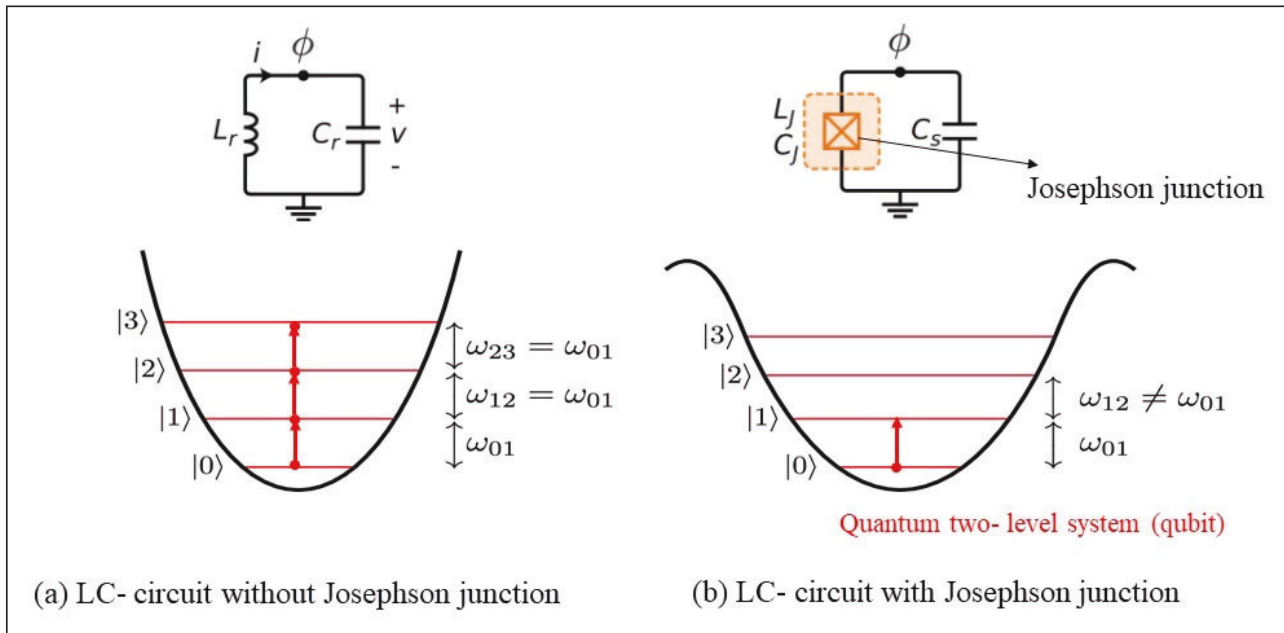 i
ϕ
L_r
C_r
+
v
-
|3⟩
|2⟩
|1⟩
|0⟩
ω_23 = ω_01
ω_12 = ω_01
ω_01
(a) LC- circuit without Josephson junction
ϕ
L_J
C_J
C_s
Josephson junction
|3⟩
|2⟩
|1⟩
|0⟩
ω_12 ≠ ω_01
ω_01
Quantum two- level system (qubit)
(b) LC- circuit with Josephson junction